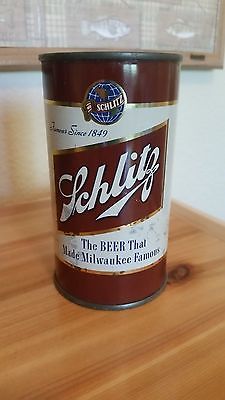 SCHLITZ
Famous Since 1849
Schlitz
The BEER That
Made Milwaukee Famous